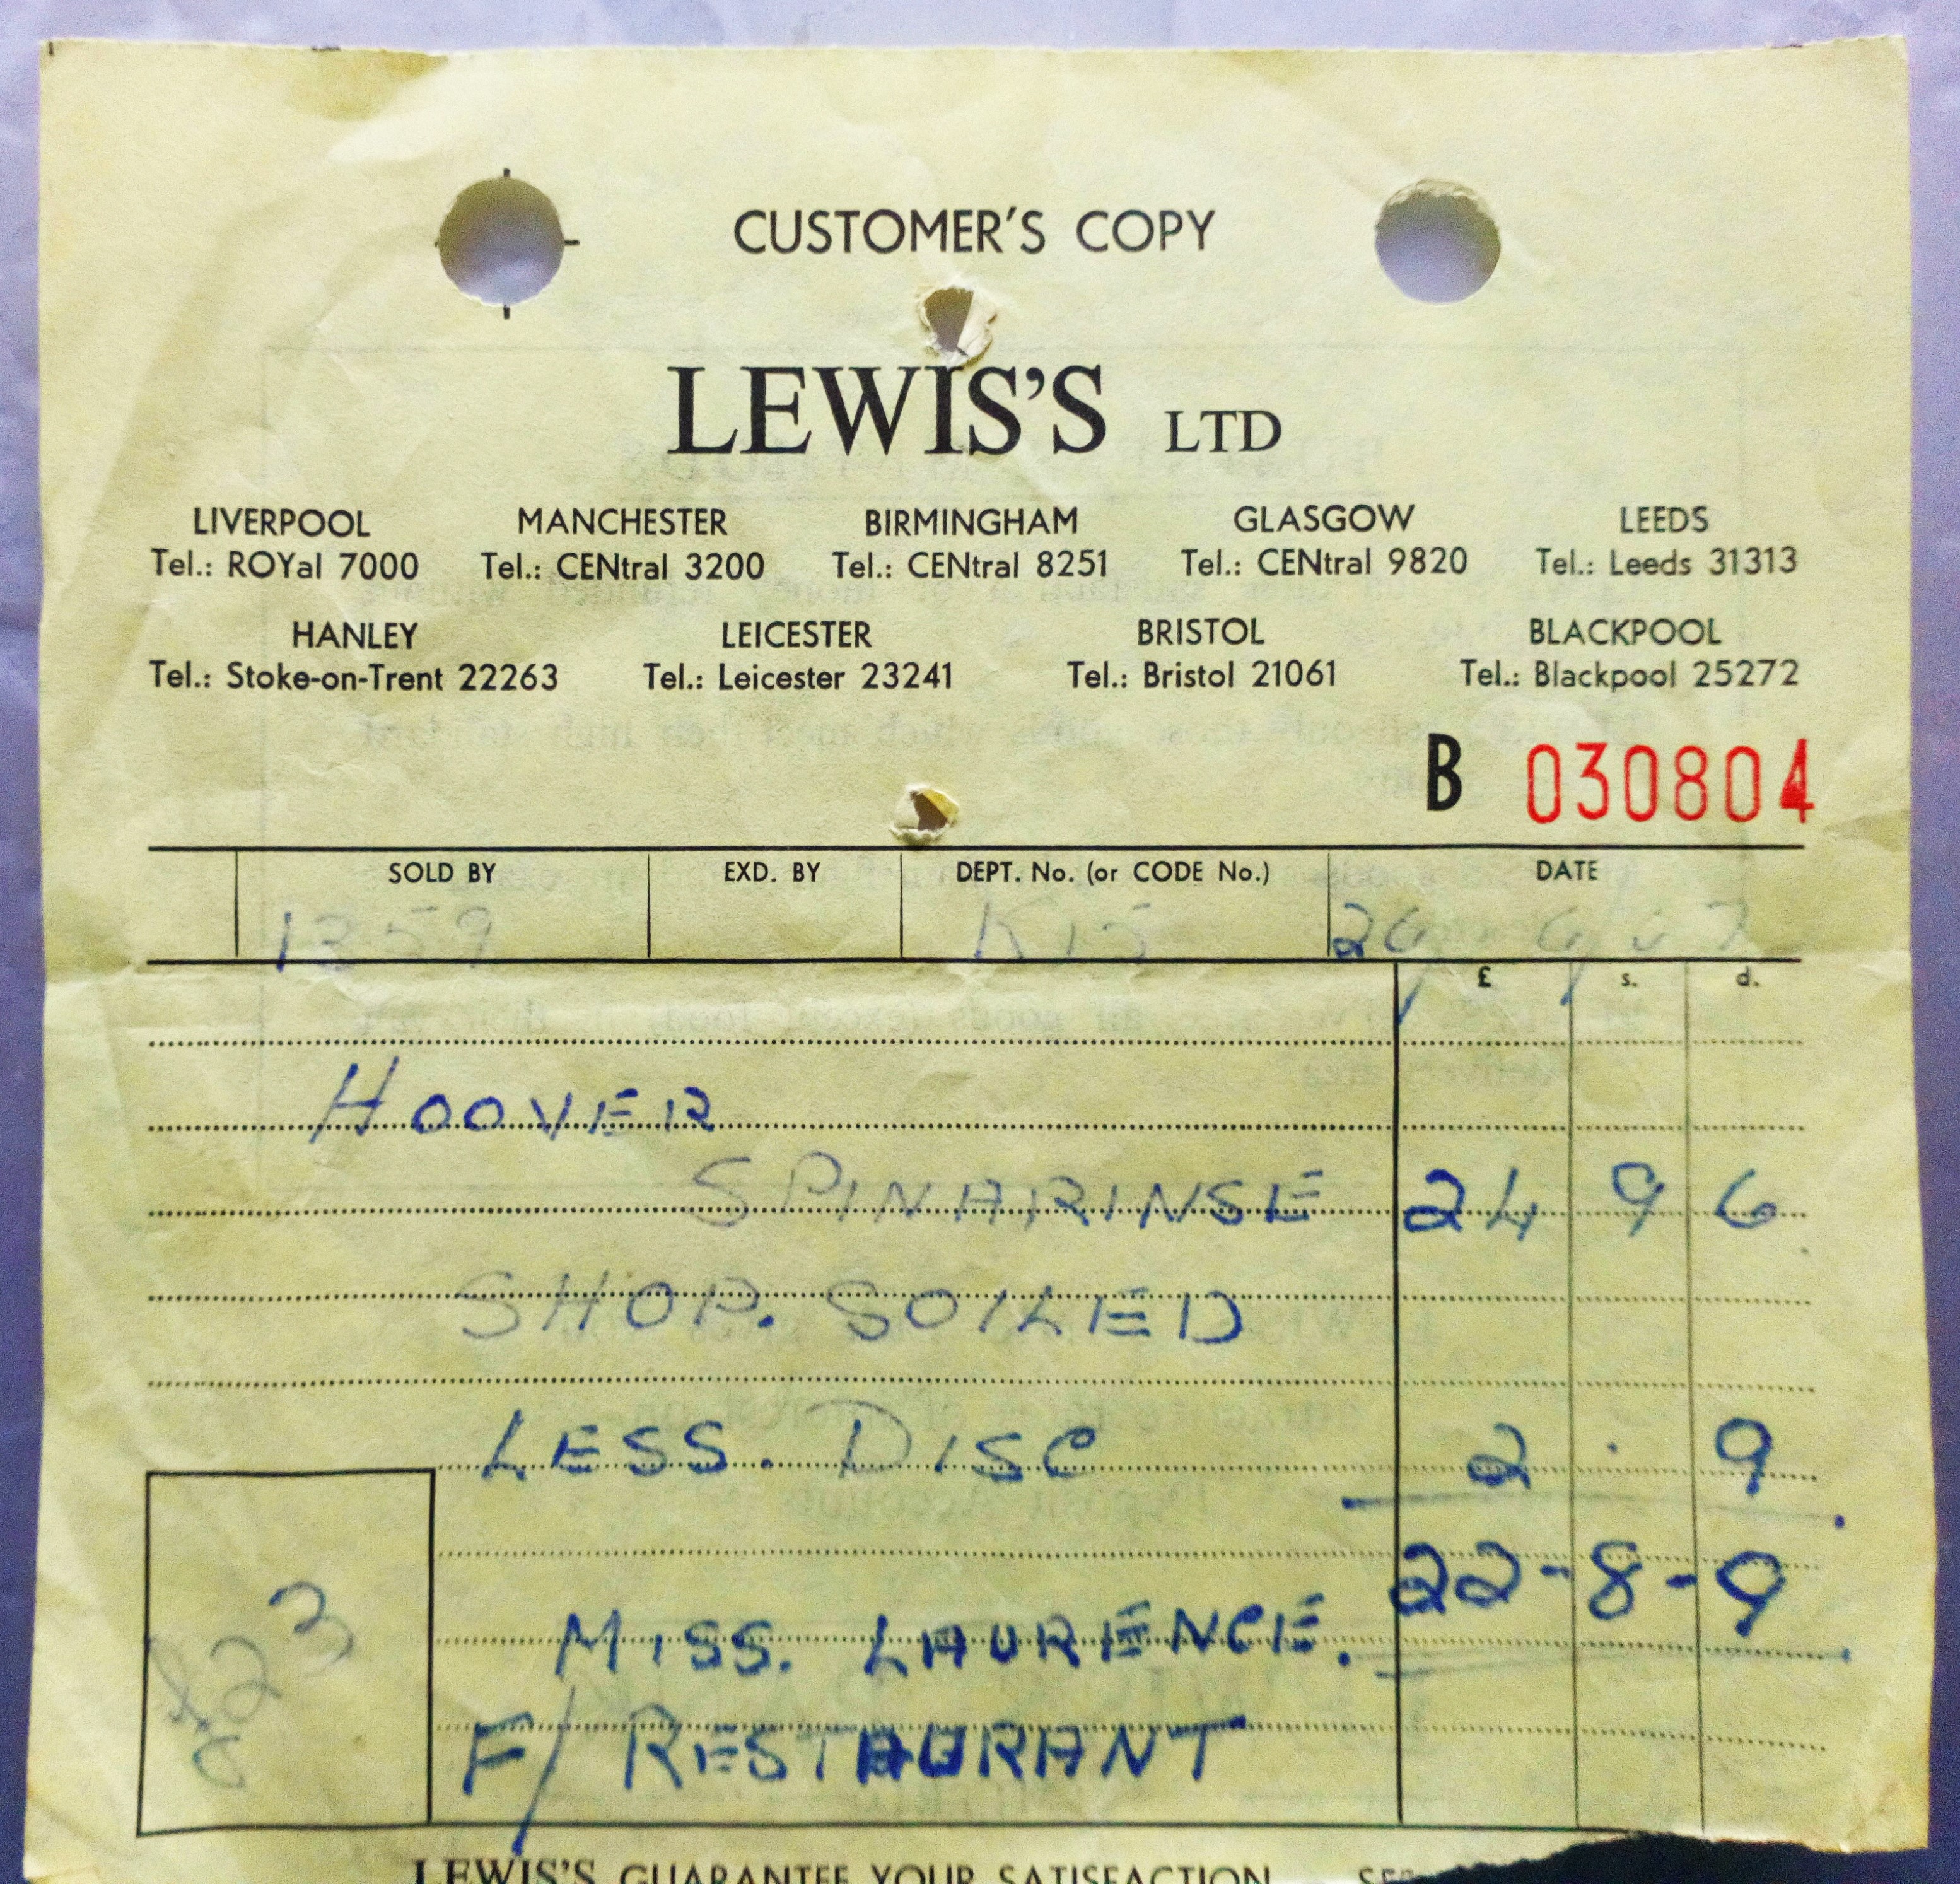 CUSTOMER'S COPY
LEWIS'S LTD
LIVERPOOL MANCHESTER BIRMINGHAM GLASGOW LEEDS
Tel.: ROYal 7000 Tel.: CENtral 3200 Tel.: CENtral 8251 Tel.: CENtral 9820 Tel.: Leeds 31313
HANLEY LEICESTER BRISTOL BLACKPOOL
Tel.: Stoke-on-Trent 22263 Tel.: Leicester 23241 Tel.: Bristol 21061 Tel.: Blackpool 25272
B 030804
SOLD BY EXD. BY DEPT. No. (or CODE No.) DATE
1359 K15
£ s. d.
HOOVER
SPINARINSE 24 9 6
SHOP. SOILED
LESS. DISC 2 . 9
22-8-9
MISS. LAURENCE.
F/ RESTAURANT
LEWIS'S GUARANTEE YOUR SATISFACTION